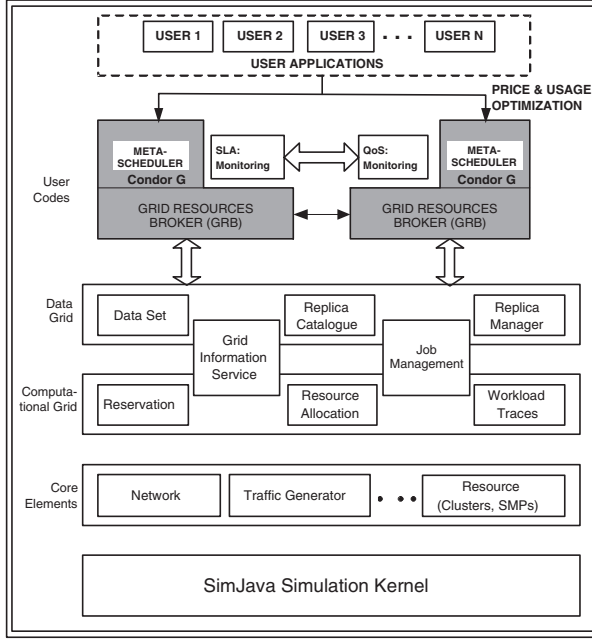 USER 1
USER 2
USER 3
USER N
USER APPLICATIONS
PRICE & USAGE
OPTIMIZATION
META-
SCHEDULER
Condor G
SLA:
Monitoring
QoS:
Monitoring
META-
SCHEDULER
Condor G
User
Codes
GRID RESOURCES
BROKER (GRB)
GRID RESOURCES
BROKER (GRB)
Data
Grid
Data Set
Replica
Catalogue
Replica
Manager
Grid
Information
Service
Job
Management
Computa-
tional Grid
Reservation
Resource
Allocation
Workload
Traces
Core
Elements
Network
Traffic Generator
Resource
(Clusters, SMPs)
SimJava Simulation Kernel